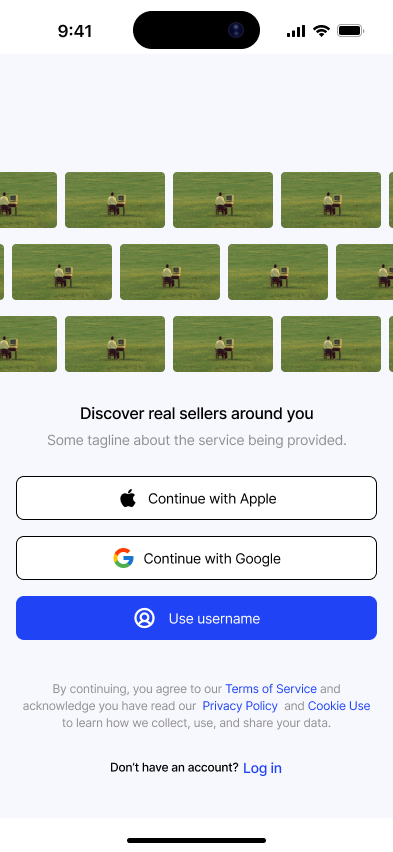 9:41
Discover real sellers around you
Some tagline about the service being provided.
Continue with Apple
Continue with Google
Use username
By continuing, you agree to our Terms of Service and
acknowledge you have read our Privacy Policy and Cookie Use
to learn how we collect, use, and share your data.
Don’t have an account? Log in